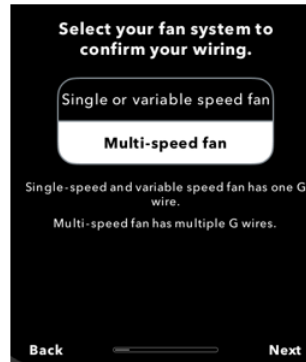 Select your fan system to
confirm your wiring.
Single or variable speed fan
Multi-speed fan
Single-speed and variable speed fan has one G
wire.
Multi-speed fan has multiple G wires.
Back
Next